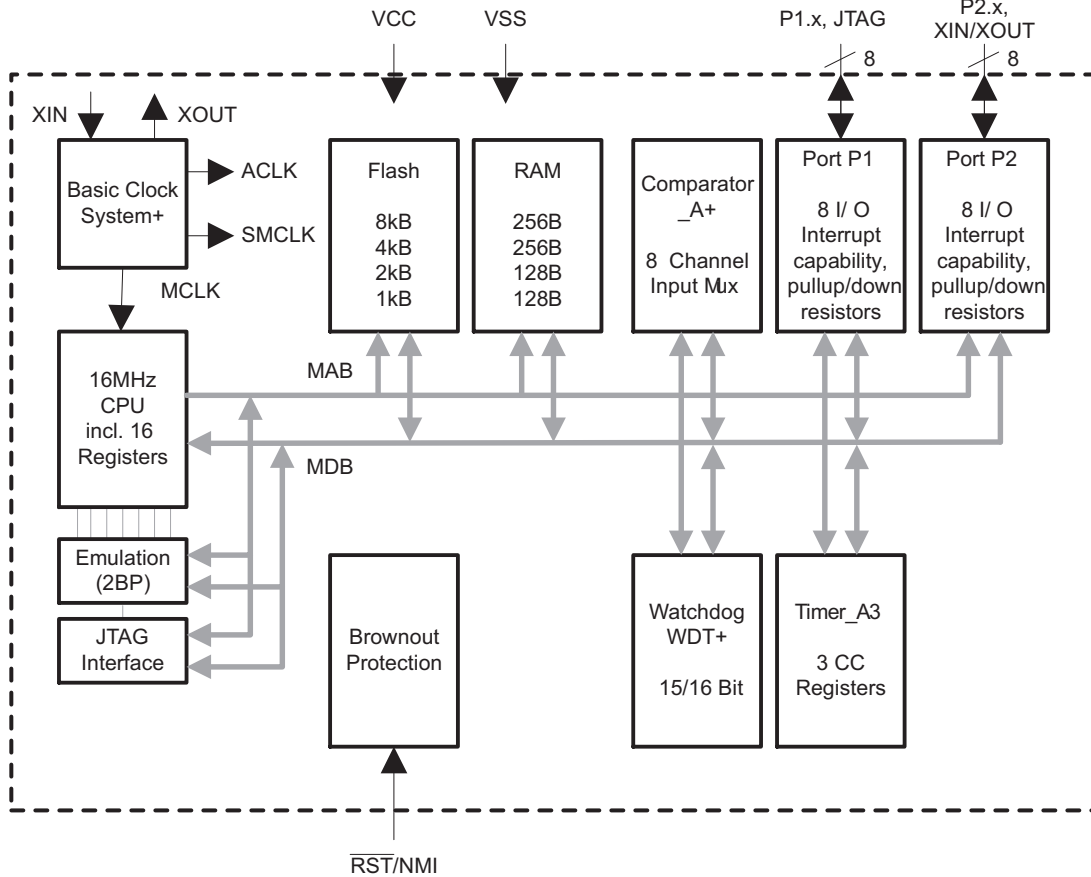 VCC
VSS
P1.x, JTAG
P2.x,
XIN/XOUT
8
8
XIN
XOUT
Basic Clock
System+
ACLK
SMCLK
MCLK
Flash
8kB
4kB
2kB
1kB
RAM
256B
256B
128B
128B
Comparator
_A+
8 Channel
Input Mux
Port P1
8 I/O
Interrupt
capability,
pullup/down
resistors
Port P2
8 I/O
Interrupt
capability,
pullup/down
resistors
16MHz
CPU
incl. 16
Registers
MAB
MDB
Emulation
(2BP)
JTAG
Interface
Brownout
Protection
Watchdog
WDT+
15/16 Bit
Timer_A3
3 CC
Registers
RST/NMI